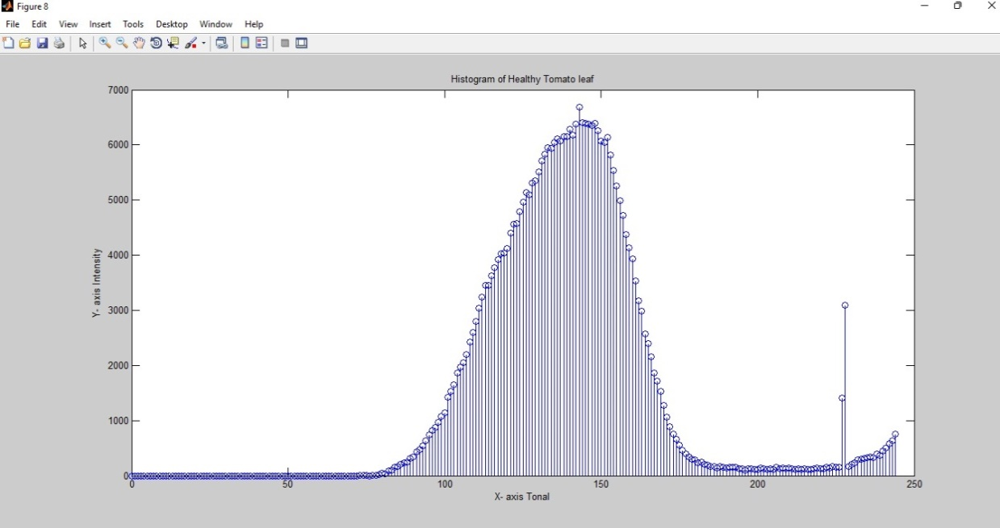 Figure 8
File Edit View Insert Tools Desktop Window Help
Histogram of Healthy Tomato leaf
7000
6000
5000
4000
3000
2000
1000
0
Y- axis Intensity
0 50 100 150 200 250
X- axis Tonal